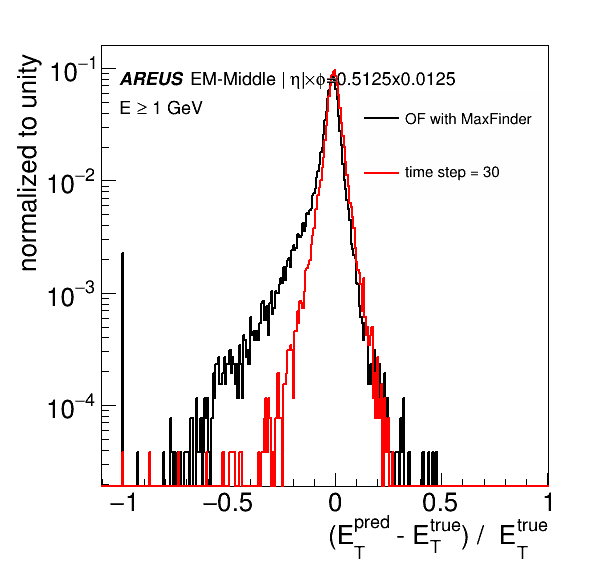 normalized to unity
10⁻¹
10⁻²
10⁻³
10⁻⁴
AREUS EM-Middle | η|×ϕ=0.5125x0.0125
E ≥ 1 GeV
OF with MaxFinder
time step = 30
−1 −0.5 0 0.5 1
(E_T^pred - E_T^true) / E_T^true